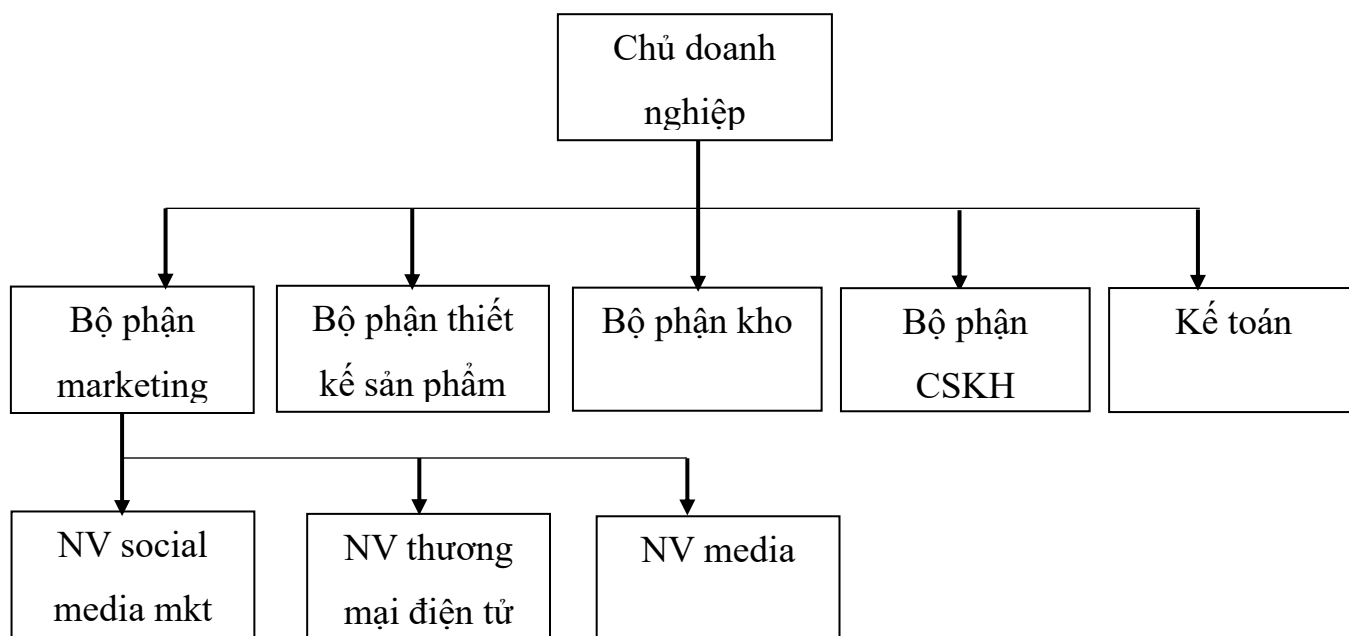 Chủ doanh
nghiệp
Bộ phận
marketing
Bộ phận thiết
kế sản phẩm
Bộ phận kho
Bộ phận
CSKH
Kế toán
NV social
media mkt
NV thương
mại điện tử
NV media